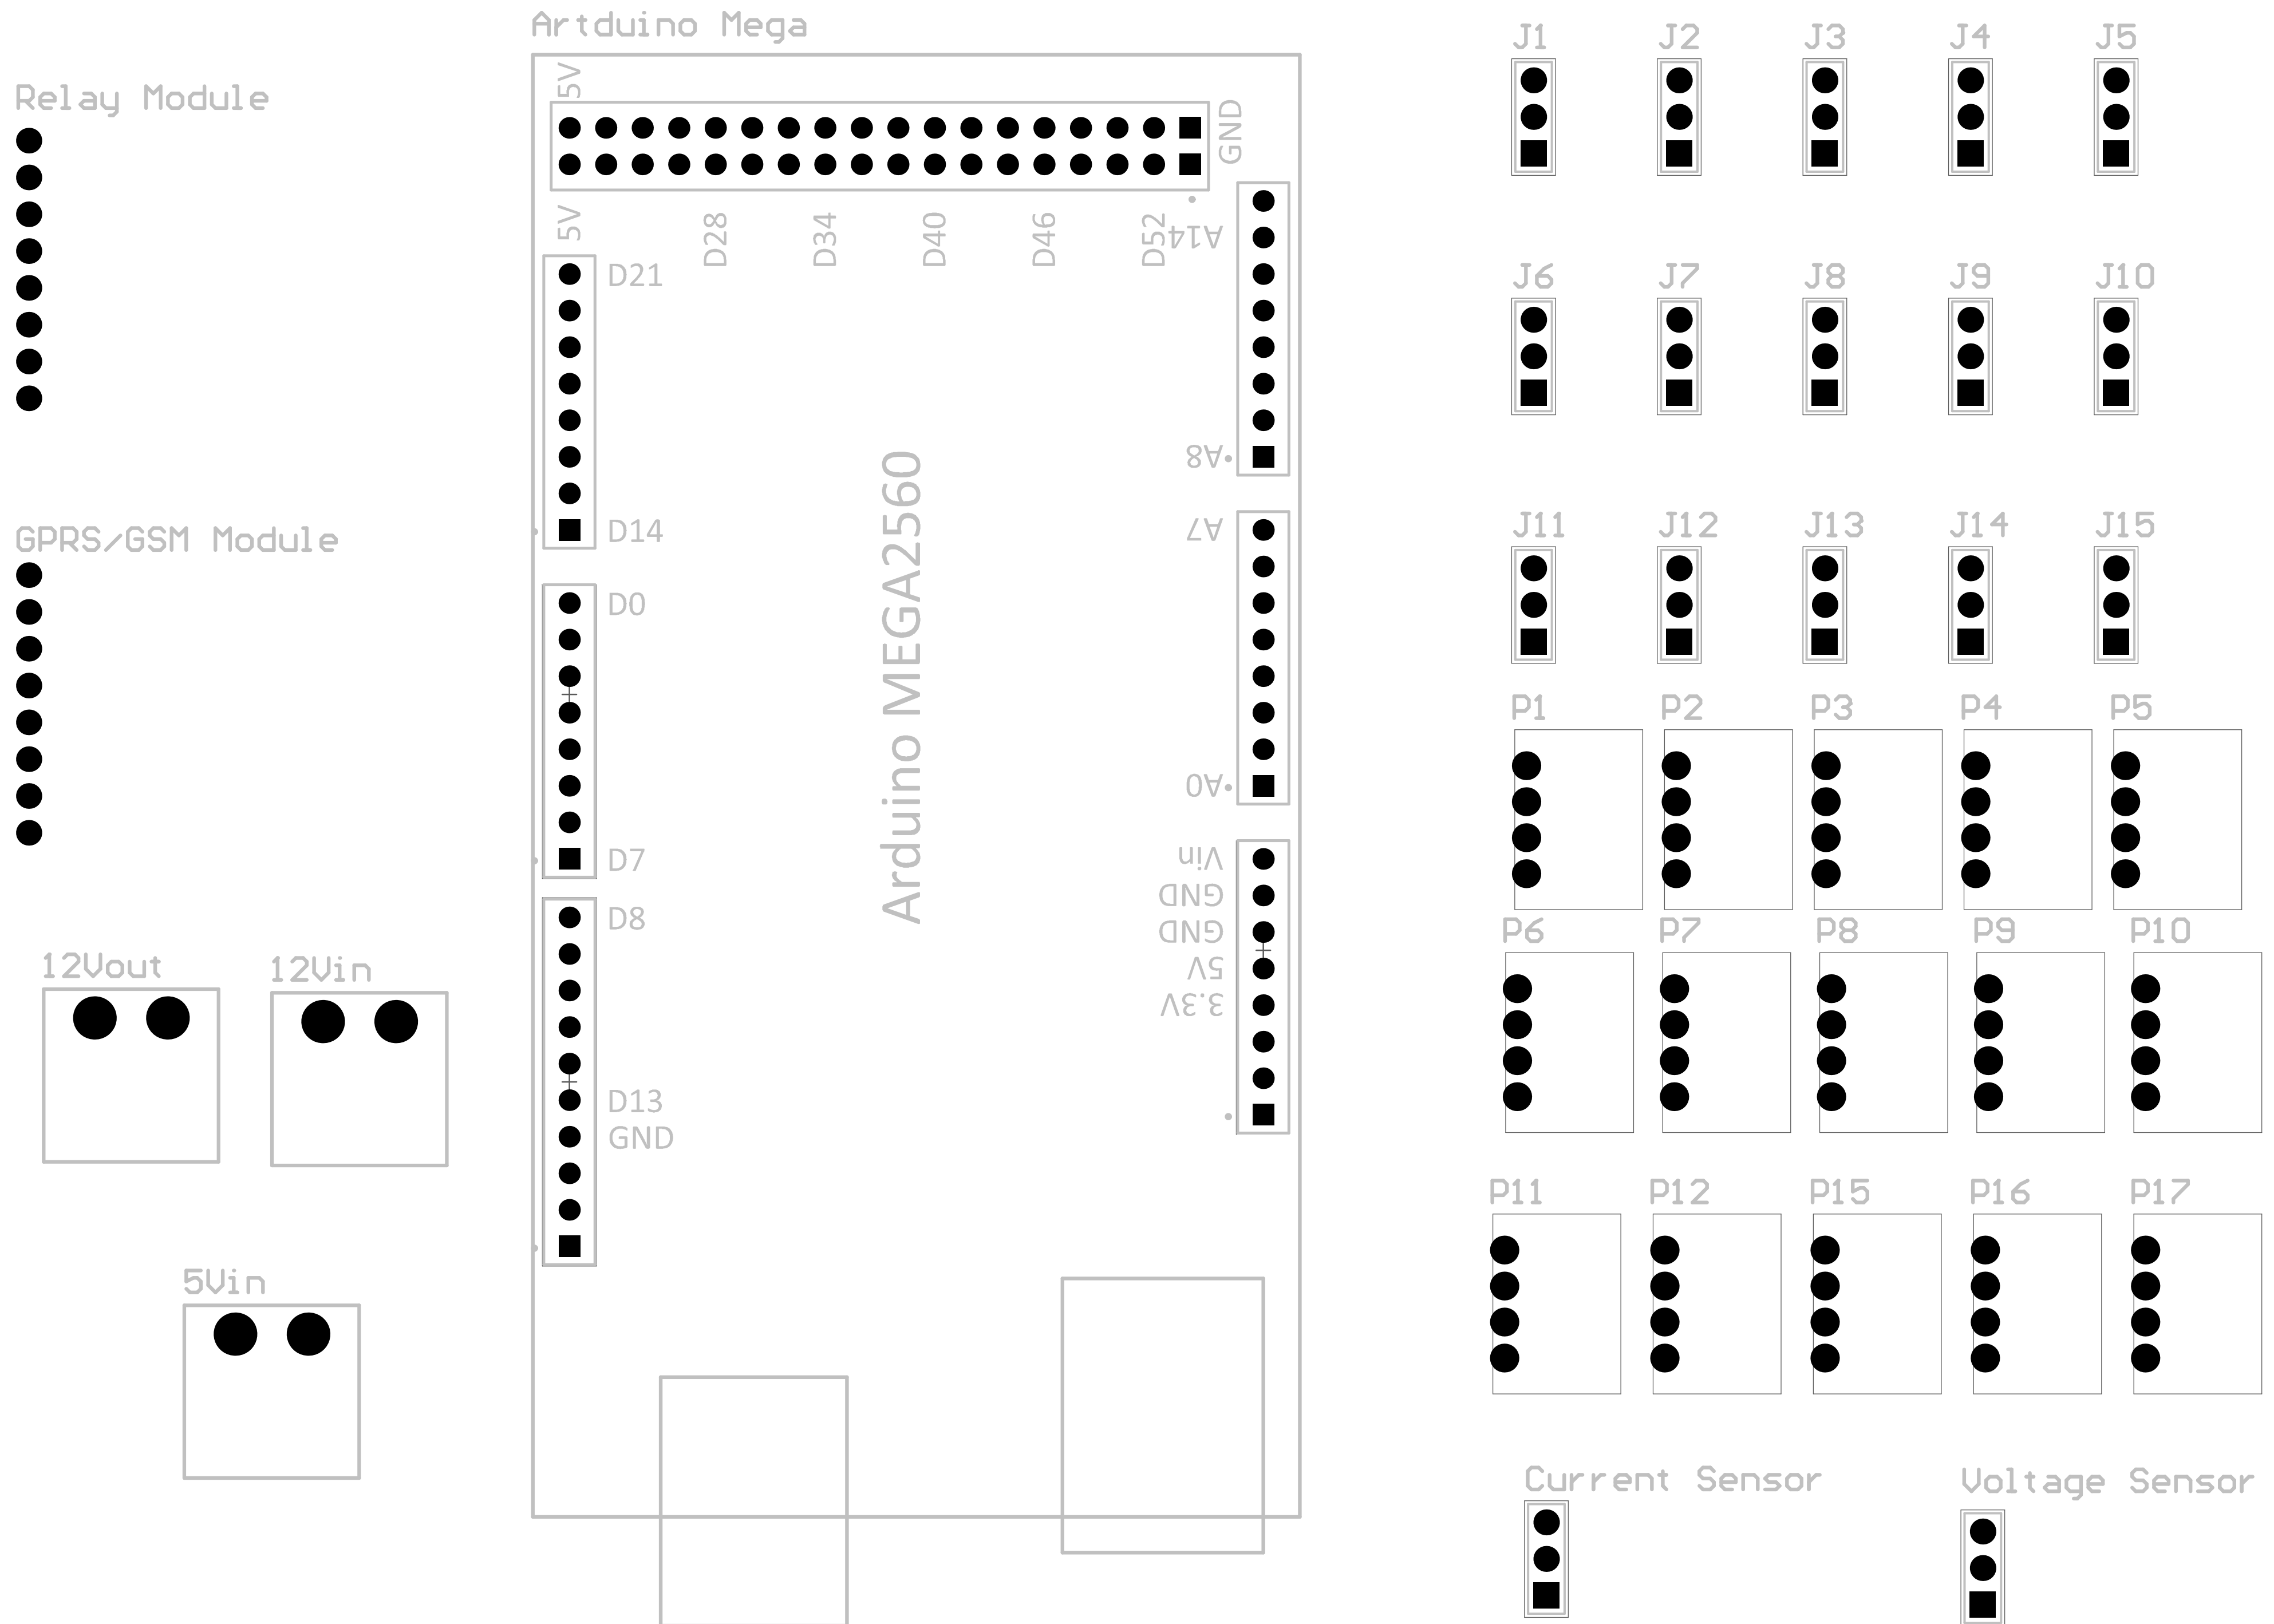 Artduino Mega
J1 J2 J3 J4 J5
Relay Module
5V
GND
5V D28 D34 D40 D46 D52 A14
D21
J6 J7 J8 J9 J10
A8
Arduino MEGA2560
GPRS/GSM Module
D14
A7
J11 J12 J13 J14 J15
D0
P1 P2 P3 P4 P5
A0
D7
Vin
GND
D8
GND
P6 P7 P8 P9 P10
12Vout 12Vin
5V
3.3V
D13
GND
P11 P12 P15 P16 P17
5Vin
Current Sensor Voltage Sensor